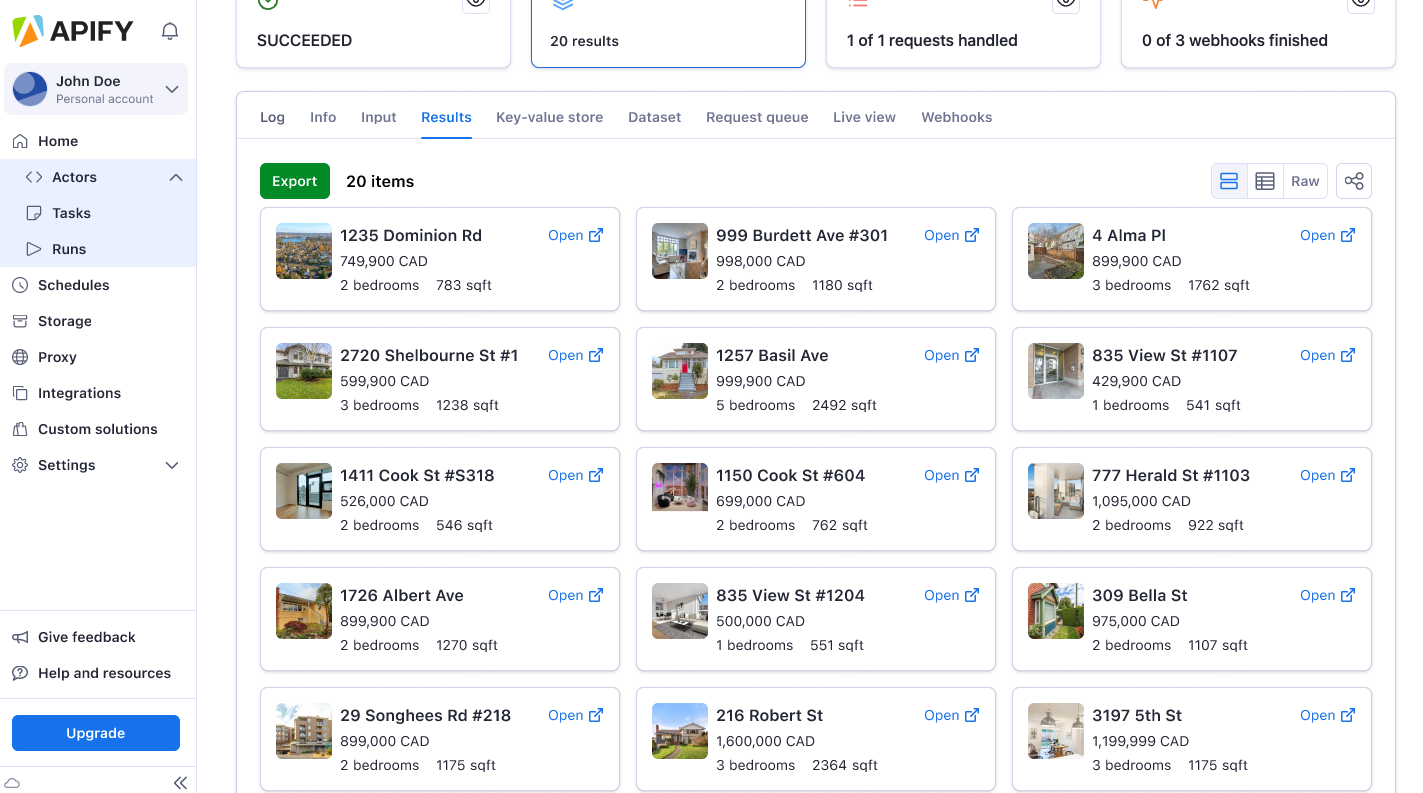 APIFY
John Doe
Personal account
Home
Actors
Tasks
Runs
Schedules
Storage
Proxy
Integrations
Custom solutions
Settings
Give feedback
Help and resources
Upgrade
SUCCEEDED
20 results
1 of 1 requests handled
0 of 3 webhooks finished
Log Info Input Results Key-value store Dataset Request queue Live view Webhooks
Export 20 items Raw
1235 Dominion Rd Open
749,900 CAD
2 bedrooms 783 sqft
999 Burdett Ave #301 Open
998,000 CAD
2 bedrooms 1180 sqft
4 Alma Pl Open
899,900 CAD
3 bedrooms 1762 sqft
2720 Shelbourne St #1 Open
599,900 CAD
3 bedrooms 1238 sqft
1257 Basil Ave Open
999,900 CAD
5 bedrooms 2492 sqft
835 View St #1107 Open
429,900 CAD
1 bedrooms 541 sqft
1411 Cook St #S318 Open
526,000 CAD
2 bedrooms 546 sqft
1150 Cook St #604 Open
699,000 CAD
2 bedrooms 762 sqft
777 Herald St #1103 Open
1,095,000 CAD
2 bedrooms 922 sqft
1726 Albert Ave Open
899,900 CAD
2 bedrooms 1270 sqft
835 View St #1204 Open
500,000 CAD
1 bedrooms 551 sqft
309 Bella St Open
975,000 CAD
2 bedrooms 1107 sqft
29 Songhees Rd #218 Open
899,000 CAD
2 bedrooms 1175 sqft
216 Robert St Open
1,600,000 CAD
3 bedrooms 2364 sqft
3197 5th St Open
1,199,999 CAD
3 bedrooms 1175 sqft